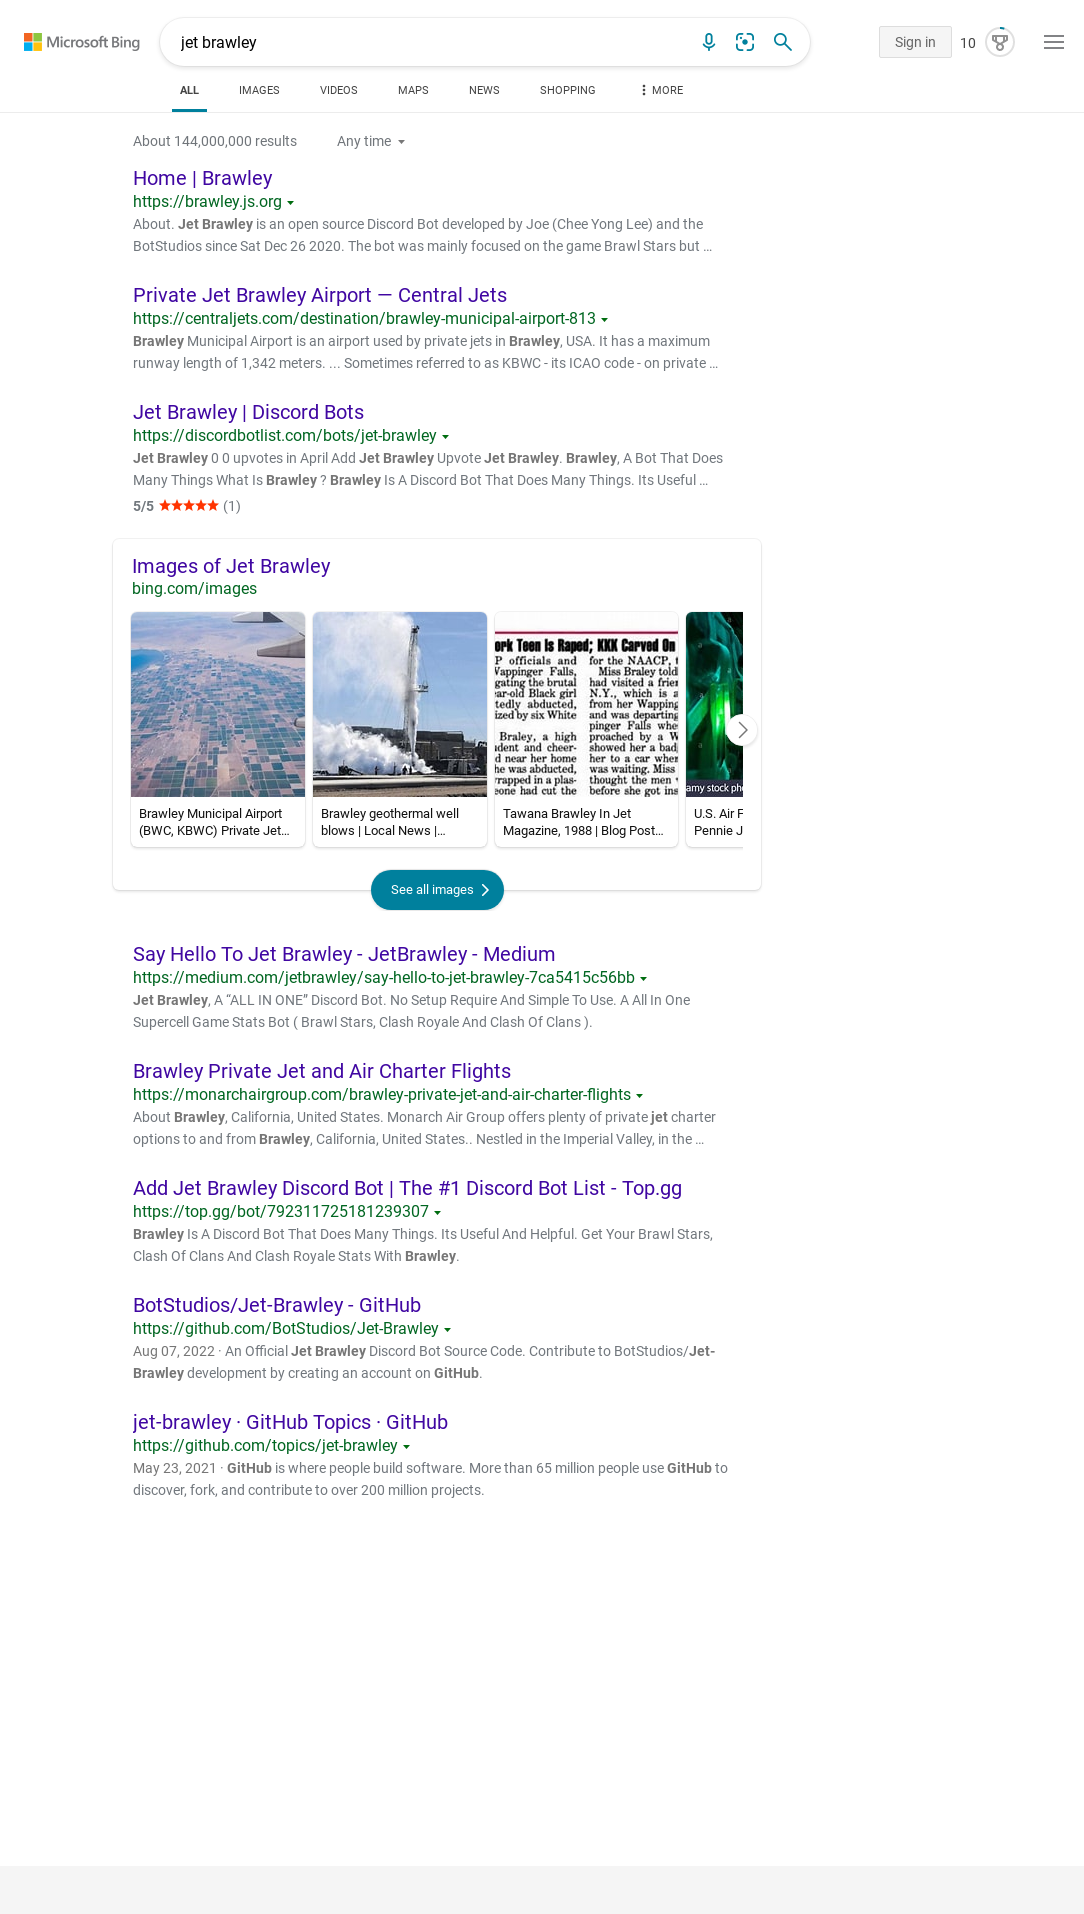 Microsoft Bing
jet brawley
Sign in
10
ALL
IMAGES
VIDEOS
MAPS
NEWS
SHOPPING
MORE
About 144,000,000 results
Any time
Home | Brawley
https://brawley.js.org
About. Jet Brawley is an open source Discord Bot developed by Joe (Chee Yong Lee) and the
BotStudios since Sat Dec 26 2020. The bot was mainly focused on the game Brawl Stars but …
Private Jet Brawley Airport — Central Jets
https://centraljets.com/destination/brawley-municipal-airport-813
Brawley Municipal Airport is an airport used by private jets in Brawley, USA. It has a maximum
runway length of 1,342 meters. ... Sometimes referred to as KBWC - its ICAO code - on private …
Jet Brawley | Discord Bots
https://discordbotlist.com/bots/jet-brawley
Jet Brawley 0 0 upvotes in April Add Jet Brawley Upvote Jet Brawley. Brawley, A Bot That Does
Many Things What Is Brawley ? Brawley Is A Discord Bot That Does Many Things. Its Useful …
5/5 ★★★★★ (1)
Images of Jet Brawley
bing.com/images
ork Teen Is Raped; KKK Carved On
P officials and
Wappinger Falls,
gating the brutal
ear-old Black girl
tedly abducted,
ized by six White
Braley, a high
dent and cheer-
d near her home
he was abducted,
wrapped in a plas-
eone had cut the
for the NAACP, t
Miss Braley told
had visited a frien
N.Y., which is a
from her Wapping
and was departing
pinger Falls whe
proached by a W
showed her a bad
her to a car wher
was waiting. Miss
thought the men
before she got ins
a
a
a
a
amy stock pho
Brawley Municipal Airport
(BWC, KBWC) Private Jet…
Brawley geothermal well
blows | Local News |…
Tawana Brawley In Jet
Magazine, 1988 | Blog Post…
U.S. Air F
Pennie J
See all images
Say Hello To Jet Brawley - JetBrawley - Medium
https://medium.com/jetbrawley/say-hello-to-jet-brawley-7ca5415c56bb
Jet Brawley, A “ALL IN ONE” Discord Bot. No Setup Require And Simple To Use. A All In One
Supercell Game Stats Bot ( Brawl Stars, Clash Royale And Clash Of Clans ).
Brawley Private Jet and Air Charter Flights
https://monarchairgroup.com/brawley-private-jet-and-air-charter-flights
About Brawley, California, United States. Monarch Air Group offers plenty of private jet charter
options to and from Brawley, California, United States.. Nestled in the Imperial Valley, in the …
Add Jet Brawley Discord Bot | The #1 Discord Bot List - Top.gg
https://top.gg/bot/792311725181239307
Brawley Is A Discord Bot That Does Many Things. Its Useful And Helpful. Get Your Brawl Stars,
Clash Of Clans And Clash Royale Stats With Brawley.
BotStudios/Jet-Brawley - GitHub
https://github.com/BotStudios/Jet-Brawley
Aug 07, 2022 · An Official Jet Brawley Discord Bot Source Code. Contribute to BotStudios/Jet-
Brawley development by creating an account on GitHub.
jet-brawley · GitHub Topics · GitHub
https://github.com/topics/jet-brawley
May 23, 2021 · GitHub is where people build software. More than 65 million people use GitHub to
discover, fork, and contribute to over 200 million projects.